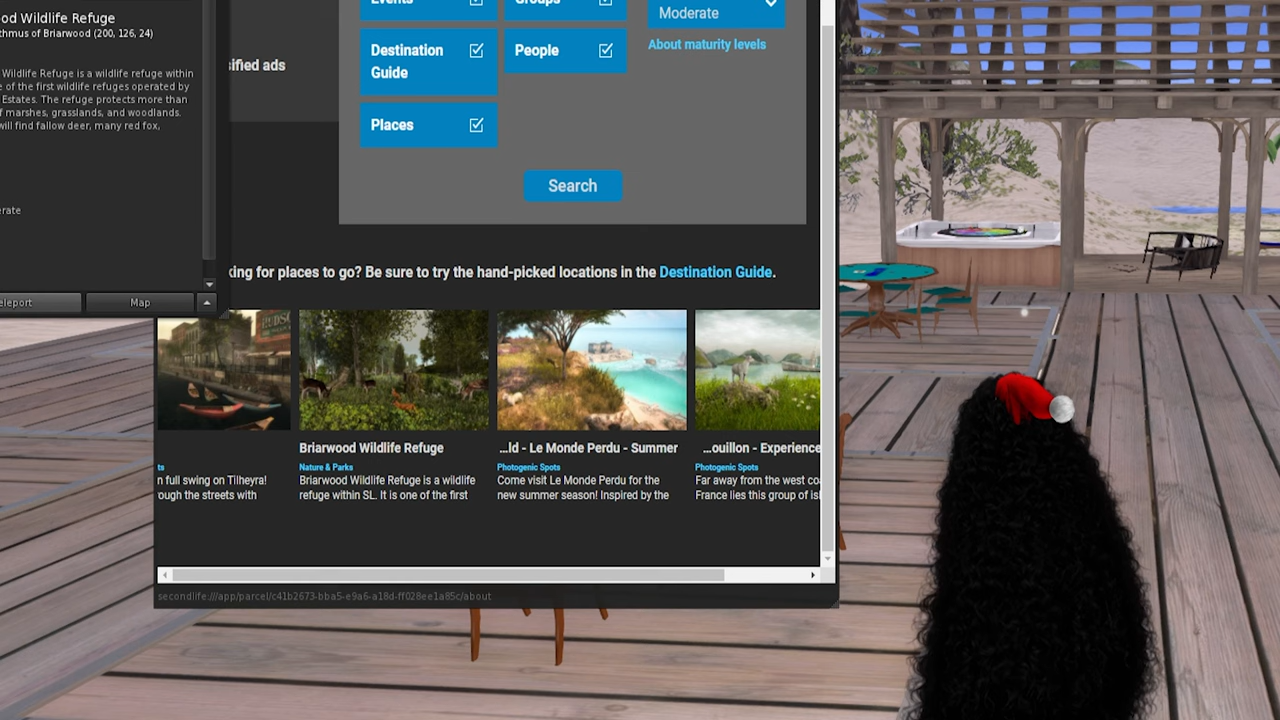 ood Wildlife Refuge
thmus of Briarwood (200, 126, 24)
Wildlife Refuge is a wildlife refuge within
e of the first wildlife refuges operated by
Estates. The refuge protects more than
f marshes, grasslands, and woodlands.
will find fallow deer, many red fox,
erate
eleport
Map
Events
Groups
Moderate
Destination
Guide
People
About maturity levels
sified ads
Places
Search
king for places to go? Be sure to try the hand-picked locations in the Destination Guide.
HUDSO
Briarwood Wildlife Refuge
...ld - Le Monde Perdu - Summer
...ouillon - Experience
ts
Nature & Parks
Photogenic Spots
Photogenic Spots
n full swing on Tilheyra!
ough the streets with
Briarwood Wildlife Refuge is a wildlife
refuge within SL. It is one of the first
Come visit Le Monde Perdu for the
new summer season! Inspired by the
Far away from the west co
France lies this group of isl
secondlife:///app/parcel/c41b2673-bba5-e9a6-a18d-ff028ee1a85c/about